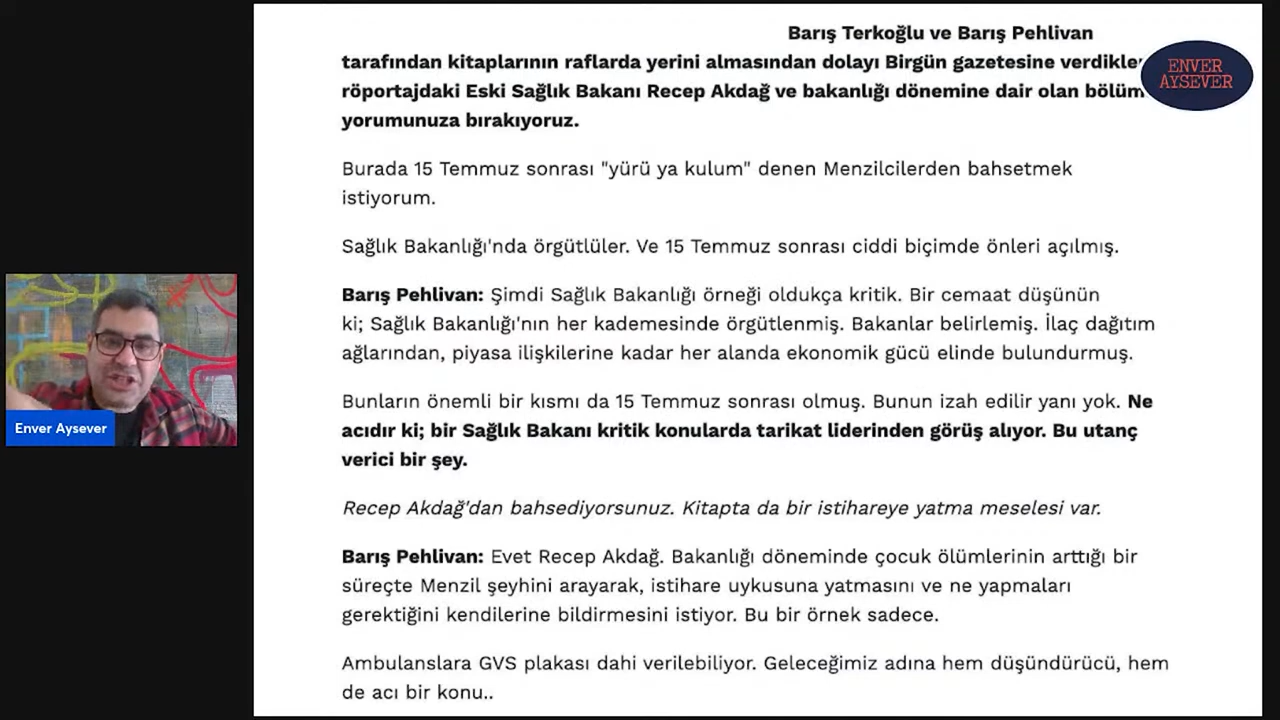 Barış Terkoğlu ve Barış Pehlivan
tarafından kitaplarının raflarda yerini almasından dolayı Birgün gazetesine verdikler
röportajdaki Eski Sağlık Bakanı Recep Akdağ ve bakanlığı dönemine dair olan bölüm
yorumunuza bırakıyoruz.
ENVER
AYSEVER
Burada 15 Temmuz sonrası "yürü ya kulum" denen Menzilcilerden bahsetmek
istiyorum.
Sağlık Bakanlığı'nda örgütlüler. Ve 15 Temmuz sonrası ciddi biçimde önleri açılmış.
Barış Pehlivan: Şimdi Sağlık Bakanlığı örneği oldukça kritik. Bir cemaat düşünün
ki; Sağlık Bakanlığı'nın her kademesinde örgütlenmiş. Bakanlar belirlemiş. İlaç dağıtım
ağlarından, piyasa ilişkilerine kadar her alanda ekonomik gücü elinde bulundurmuş.
Bunların önemli bir kısmı da 15 Temmuz sonrası olmuş. Bunun izah edilir yanı yok. Ne
acıdır ki; bir Sağlık Bakanı kritik konularda tarikat liderinden görüş alıyor. Bu utanç
verici bir şey.
Recep Akdağ'dan bahsediyorsunuz. Kitapta da bir istihareye yatma meselesi var.
Barış Pehlivan: Evet Recep Akdağ. Bakanlığı döneminde çocuk ölümlerinin arttığı bir
süreçte Menzil şeyhini arayarak, istihare uykusuna yatmasını ve ne yapmaları
gerektiğini kendilerine bildirmesini istiyor. Bu bir örnek sadece.
Ambulanslara GVS plakası dahi verilebiliyor. Geleceğimiz adına hem düşündürücü, hem
de acı bir konu..
Enver Aysever